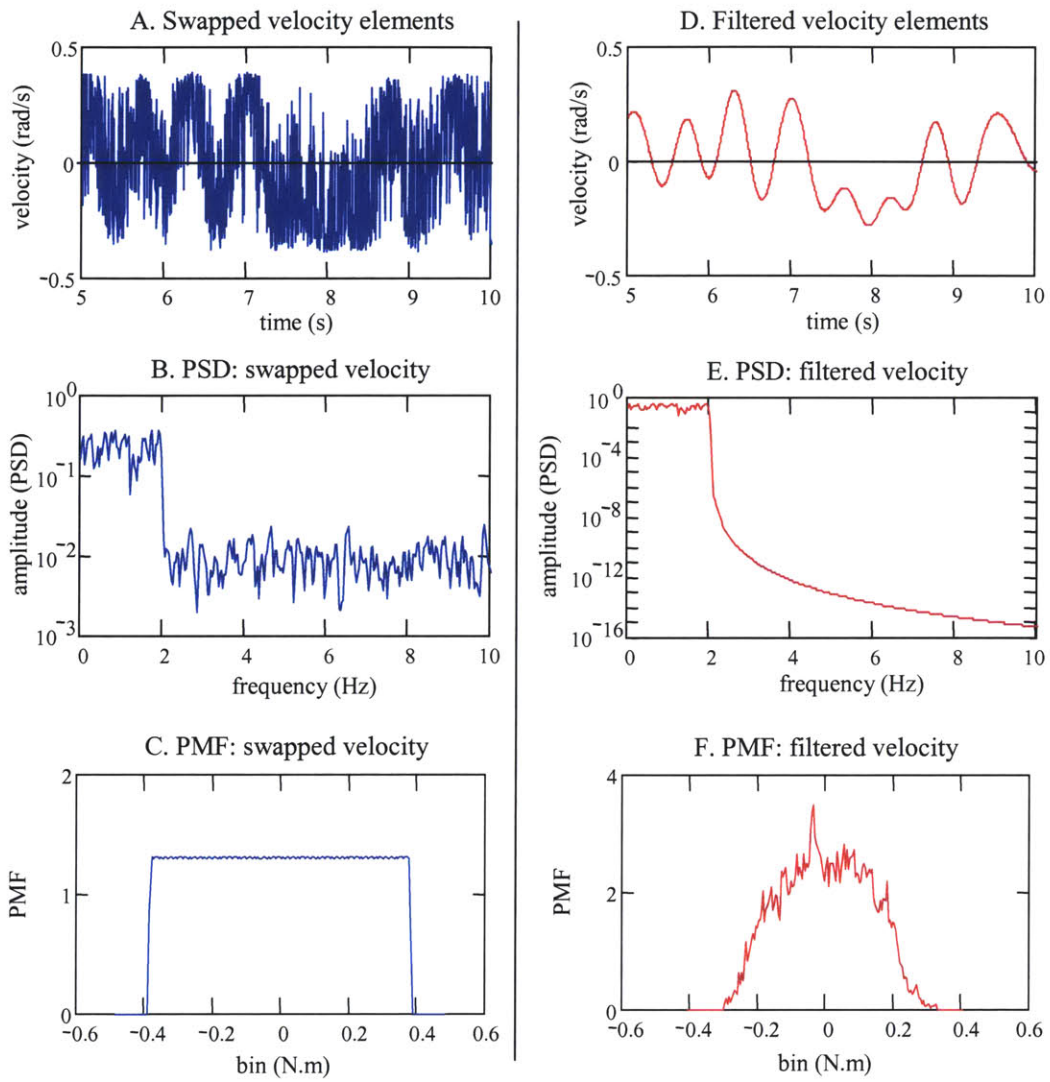 A. Swapped velocity elements
velocity (rad/s)
0.5
0
−0.5
5 6 7 8 9 10
time (s)
B. PSD: swapped velocity
amplitude (PSD)
10^0
10^−1
10^−2
10^−3
0 2 4 6 8 10
frequency (Hz)
C. PMF: swapped velocity
PMF
2
1
0
−0.6 −0.4 −0.2 0 0.2 0.4 0.6
bin (N.m)
D. Filtered velocity elements
velocity (rad/s)
0.5
0
−0.5
5 6 7 8 9 10
time (s)
E. PSD: filtered velocity
amplitude (PSD)
10^0
10^−4
10^−8
10^−12
10^−16
0 2 4 6 8 10
frequency (Hz)
F. PMF: filtered velocity
PMF
4
2
0
−0.6 −0.4 −0.2 0 0.2 0.4 0.6
bin (N.m)